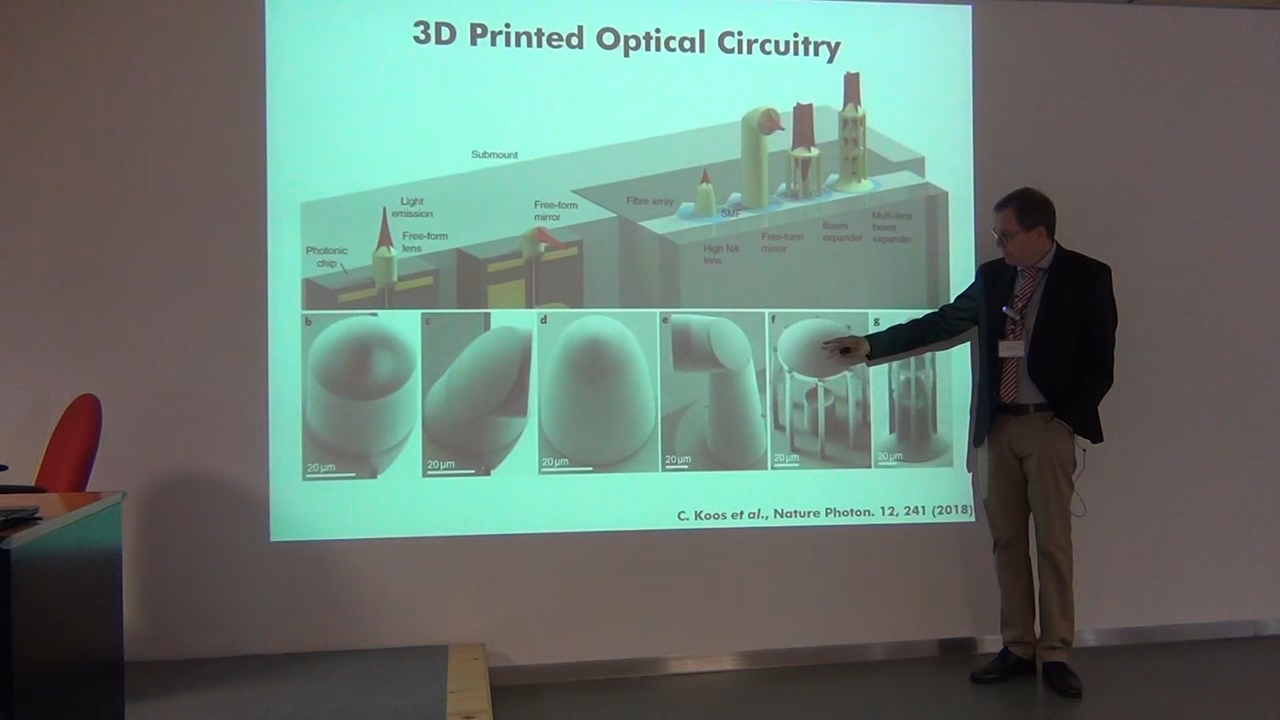 3D Printed Optical Circuitry
Submount
Light
emission
Free-form
lens
Photonic
chip
Free-form
mirror
Fibre array
SMF
High NA
lens
Free-form
mirror
Beam
expander
Multi-lens
beam
expander
b
c
d
e
f
g
20 µm
20 µm
20 µm
20 µm
20 µm
20 µm
C. Koos et al., Nature Photon. 12, 241 (2018)